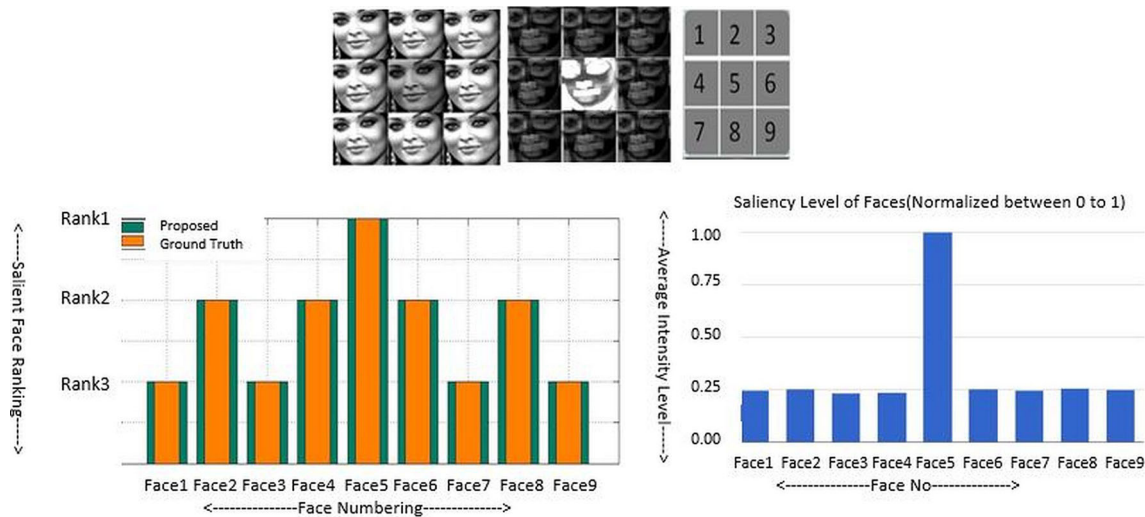 1 2 3
4 5 6
7 8 9
<-----Salient Face Ranking---->
Rank1
Rank2
Rank3
Proposed
Ground Truth
Face1 Face2 Face3 Face4 Face5 Face6 Face7 Face8 Face9
<------Face Numbering------>
Saliency Level of Faces(Normalized between 0 to 1)
<----Average Intensity Level---->
1.00
0.75
0.50
0.25
0.00
Face1 Face2 Face3 Face4 Face5 Face6 Face7 Face8 Face9
<-------------Face No------------->